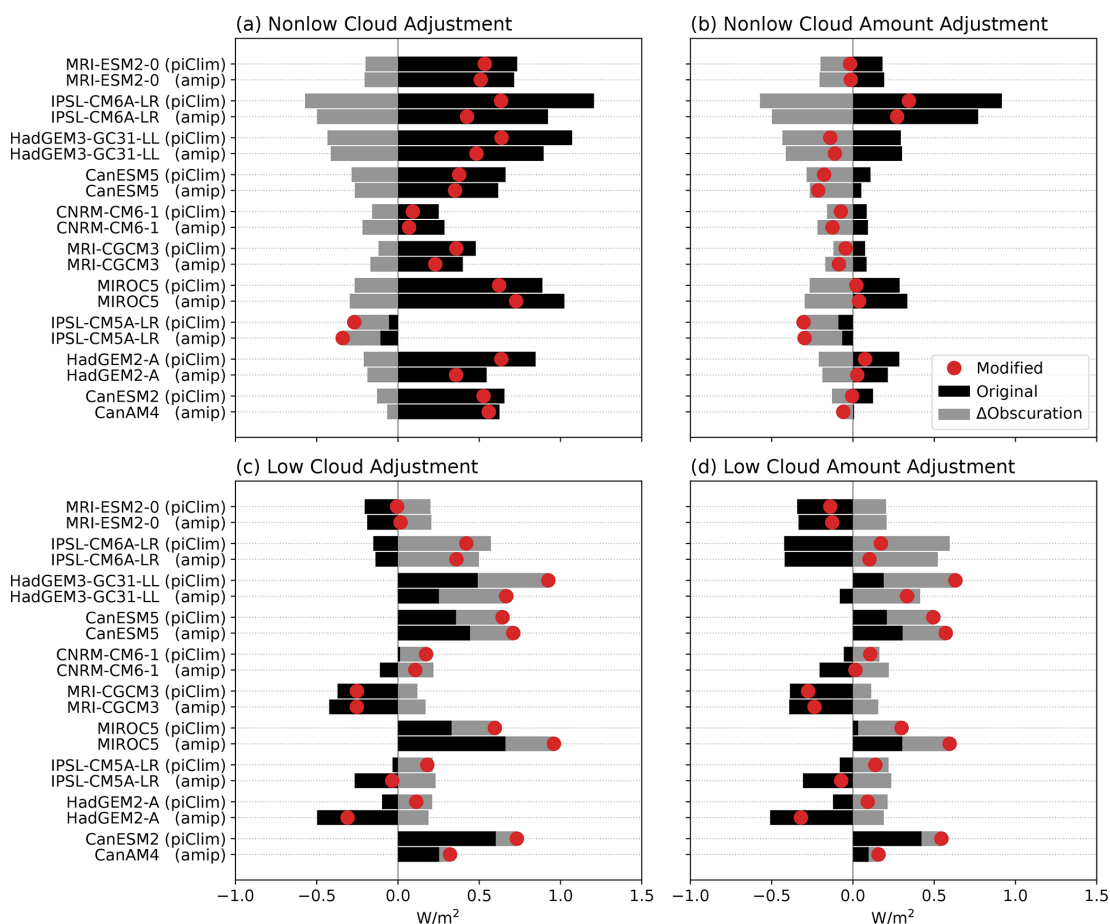 (a) Nonlow Cloud Adjustment
(b) Nonlow Cloud Amount Adjustment
MRI-ESM2-0 (piClim)
MRI-ESM2-0 (amip)
IPSL-CM6A-LR (piClim)
IPSL-CM6A-LR (amip)
HadGEM3-GC31-LL (piClim)
HadGEM3-GC31-LL (amip)
CanESM5 (piClim)
CanESM5 (amip)
CNRM-CM6-1 (piClim)
CNRM-CM6-1 (amip)
MRI-CGCM3 (piClim)
MRI-CGCM3 (amip)
MIROC5 (piClim)
MIROC5 (amip)
IPSL-CM5A-LR (piClim)
IPSL-CM5A-LR (amip)
HadGEM2-A (piClim)
HadGEM2-A (amip)
CanESM2 (piClim)
CanAM4 (amip)
Modified
Original
ΔObscuration
(c) Low Cloud Adjustment
(d) Low Cloud Amount Adjustment
MRI-ESM2-0 (piClim)
MRI-ESM2-0 (amip)
IPSL-CM6A-LR (piClim)
IPSL-CM6A-LR (amip)
HadGEM3-GC31-LL (piClim)
HadGEM3-GC31-LL (amip)
CanESM5 (piClim)
CanESM5 (amip)
CNRM-CM6-1 (piClim)
CNRM-CM6-1 (amip)
MRI-CGCM3 (piClim)
MRI-CGCM3 (amip)
MIROC5 (piClim)
MIROC5 (amip)
IPSL-CM5A-LR (piClim)
IPSL-CM5A-LR (amip)
HadGEM2-A (piClim)
HadGEM2-A (amip)
CanESM2 (piClim)
CanAM4 (amip)
−1.0 −0.5 0.0 0.5 1.0 1.5
−1.0 −0.5 0.0 0.5 1.0 1.5
W/m²
W/m²